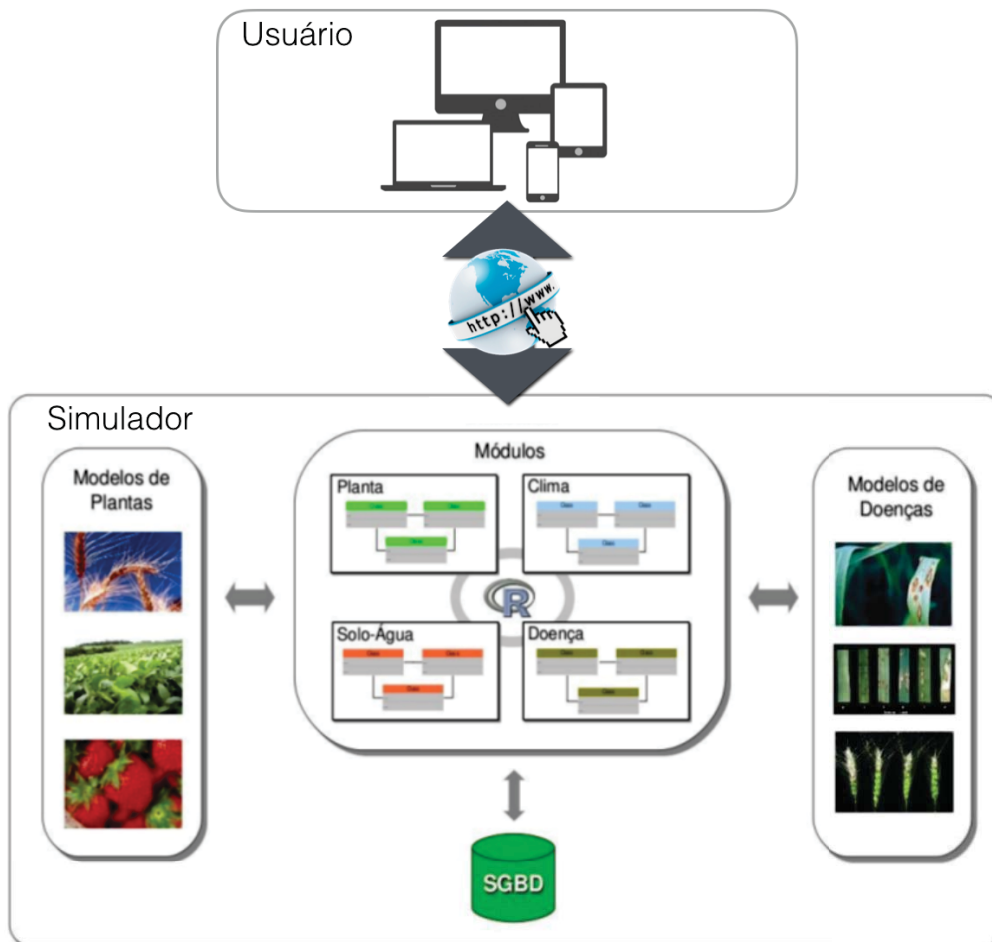 Usuário
http://www.
Simulador
Modelos de
Plantas
Módulos
Planta
Clima
R
Solo-Água
Doença
Modelos de
Doenças
SGBD